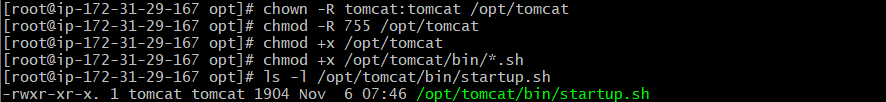 [root@ip-172-31-29-167 opt]# chown -R tomcat:tomcat /opt/tomcat
[root@ip-172-31-29-167 opt]# chmod -R 755 /opt/tomcat
[root@ip-172-31-29-167 opt]# chmod +x /opt/tomcat
[root@ip-172-31-29-167 opt]# chmod +x /opt/tomcat/bin/*.sh
[root@ip-172-31-29-167 opt]# ls -l /opt/tomcat/bin/startup.sh
-rwxr-xr-x. 1 tomcat tomcat 1904 Nov  6 07:46 /opt/tomcat/bin/startup.sh